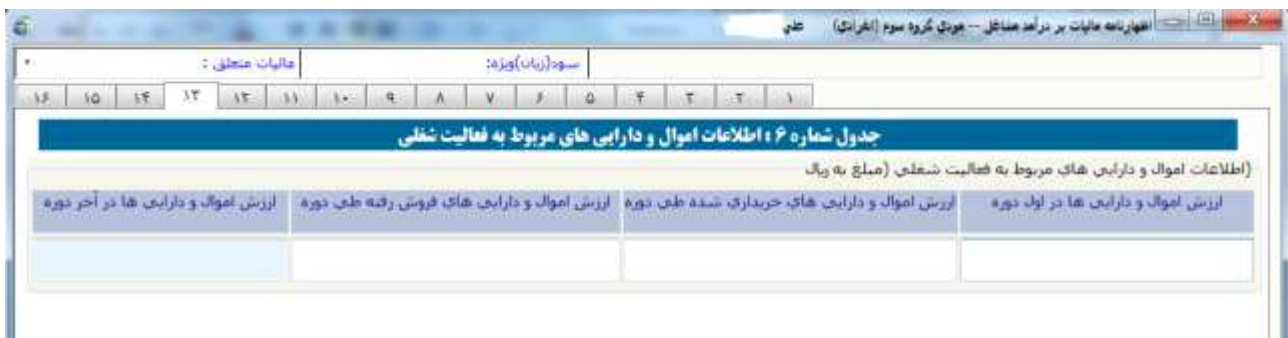 اظهارنامه مالیات بر درآمد مشاغل -- مودی گروه سوم (انفرادی) علی
سود(زیان)ویژه: مالیات متعلق :
۱ ۲ ۳ ۴ ۵ ۶ ۷ ۸ ۹ ۱۰ ۱۱ ۱۲ ۱۳ ۱۴ ۱۵ ۱۶
جدول شماره ۶ : اطلاعات اموال و دارایی های مربوط به فعالیت شغلی
(اطلاعات اموال و دارایی های مربوط به فعالیت شغلی (مبلغ به ریال
ارزش اموال و دارایی ها در اول دوره ارزش اموال و دارایی های خریداری شده طی دوره ارزش اموال و دارایی های فروش رفته طی دوره ارزش اموال و دارایی ها در آخر دوره